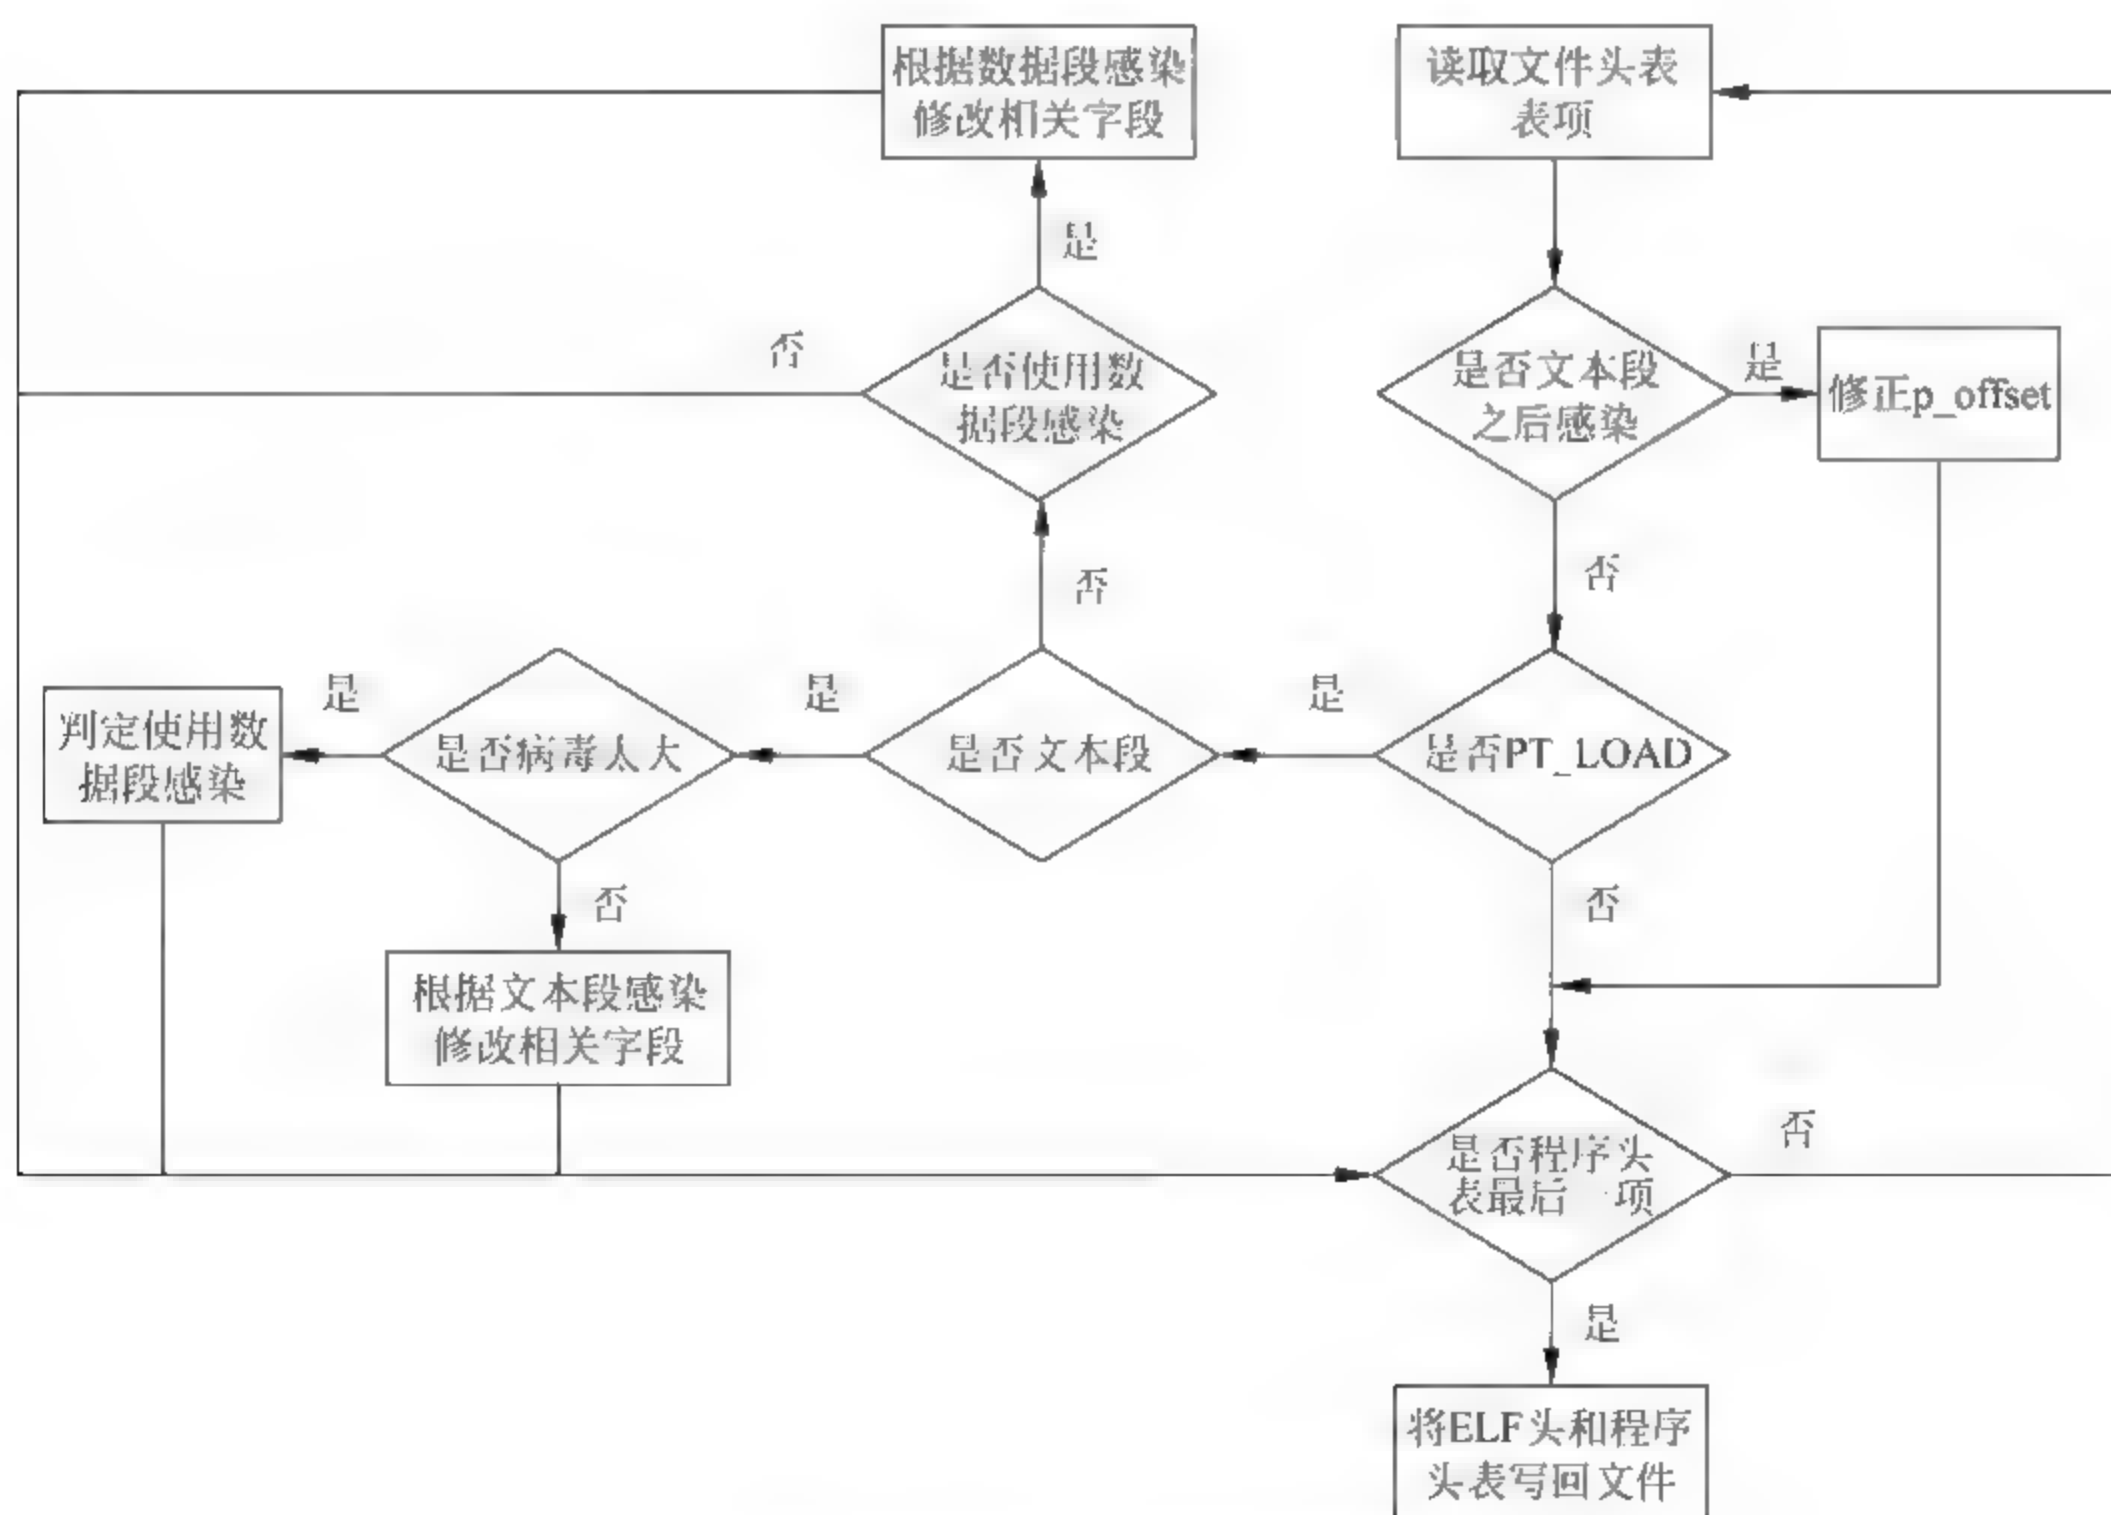 根据数据段感染
修改相关字段
读取文件头表
表项
是
否
是否使用数
据段感染
是否文本段
之后感染
是
修正p_offset
否
否
判定使用数
据段感染
是
是否病毒太大
是
是否文本段
是
是否PT_LOAD
否
否
根据文本段感染
修改相关字段
是否程序头
表最后 项
否
是
将ELF头和程序
头表写回文件